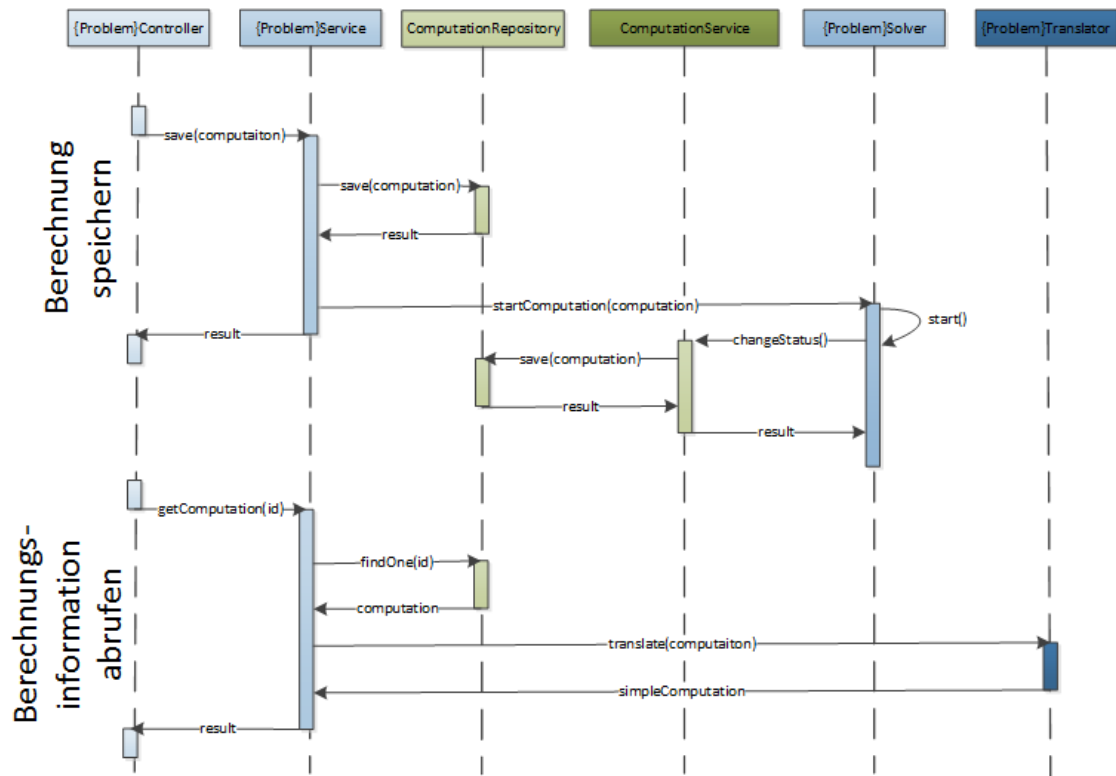 {Problem}Controller
{Problem}Service
ComputationRepository
ComputationService
{Problem}Solver
{Problem}Translator
Berechnung
speichern
save(computaiton)
save(computation)
result
startComputation(computation)
start()
result
changeStatus()
save(computation)
result
result
Berechnungs-
information
abrufen
getComputation(id)
findOne(id)
computation
translate(computaiton)
simpleComputation
result